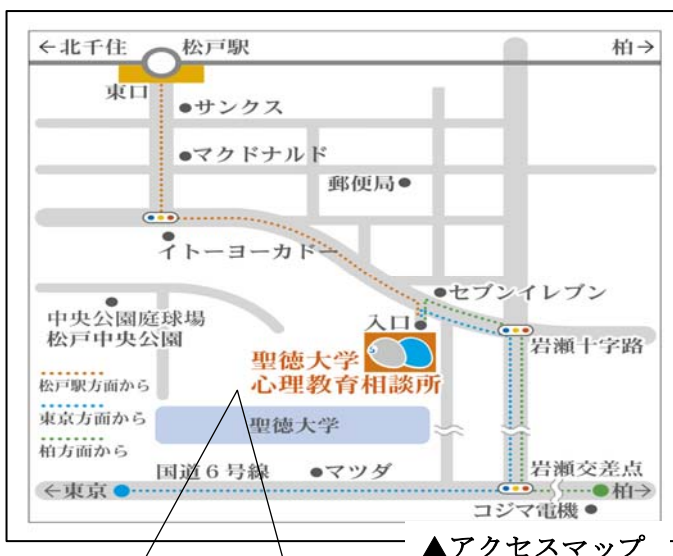 ←北千住
松戸駅
柏→
東口
●サンクス
●マクドナルド
郵便局●
イトーヨーカドー
●セブンイレブン
中央公園庭球場
松戸中央公園
入口●
岩瀬十字路
聖徳大学
心理教育相談所
松戸駅方面から
東京方面から
柏方面から
聖徳大学
国道6号線
●マツダ
岩瀬交差点
←東京
柏→
コジマ電機●
▲アクセスマップ